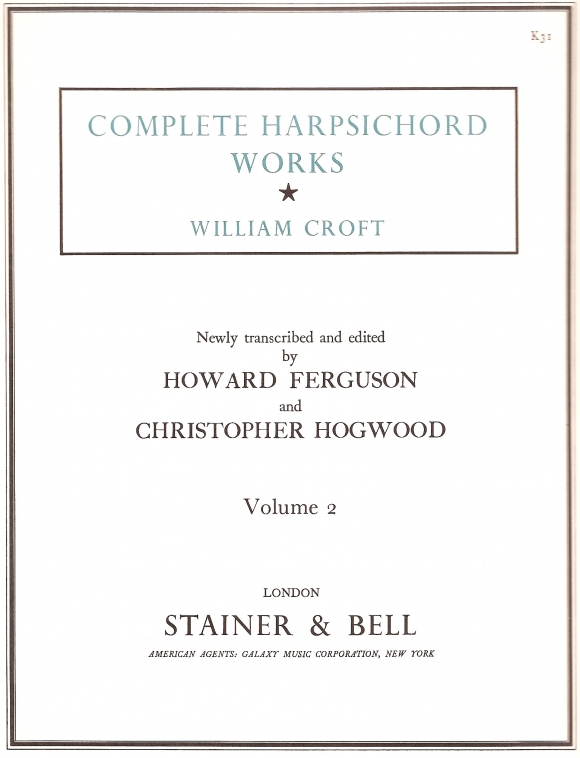 K31
COMPLETE HARPSICHORD
WORKS
★
WILLIAM CROFT
Newly transcribed and edited
by
HOWARD FERGUSON
and
CHRISTOPHER HOGWOOD
Volume 2
LONDON
STAINER & BELL
AMERICAN AGENTS: GALAXY MUSIC CORPORATION, NEW YORK